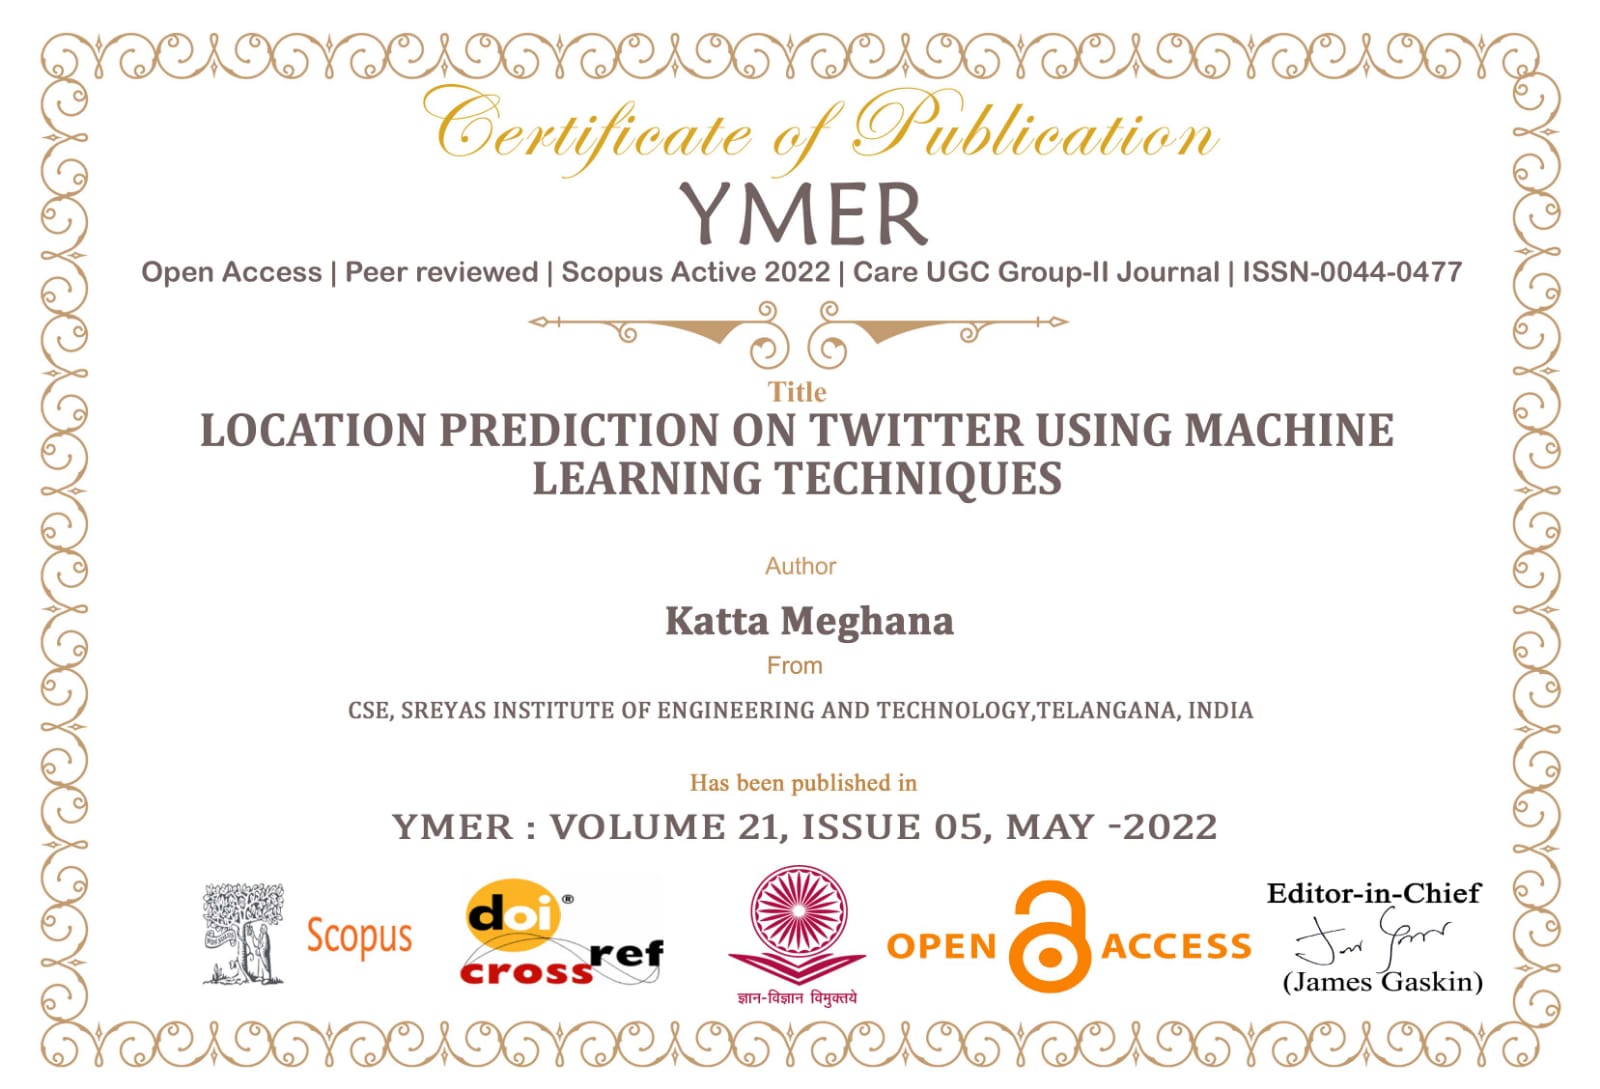 Certificate of Publication
YMER
Open Access | Peer reviewed | Scopus Active 2022 | Care UGC Group-II Journal | ISSN-0044-0477
Title
LOCATION PREDICTION ON TWITTER USING MACHINE
LEARNING TECHNIQUES
Author
Katta Meghana
From
CSE, SREYAS INSTITUTE OF ENGINEERING AND TECHNOLOGY,TELANGANA, INDIA
Has been published in
YMER : VOLUME 21, ISSUE 05, MAY -2022
Scopus
doi®
crossref
ज्ञान-विज्ञान विमुक्तये
OPEN ACCESS
Editor-in-Chief
(James Gaskin)